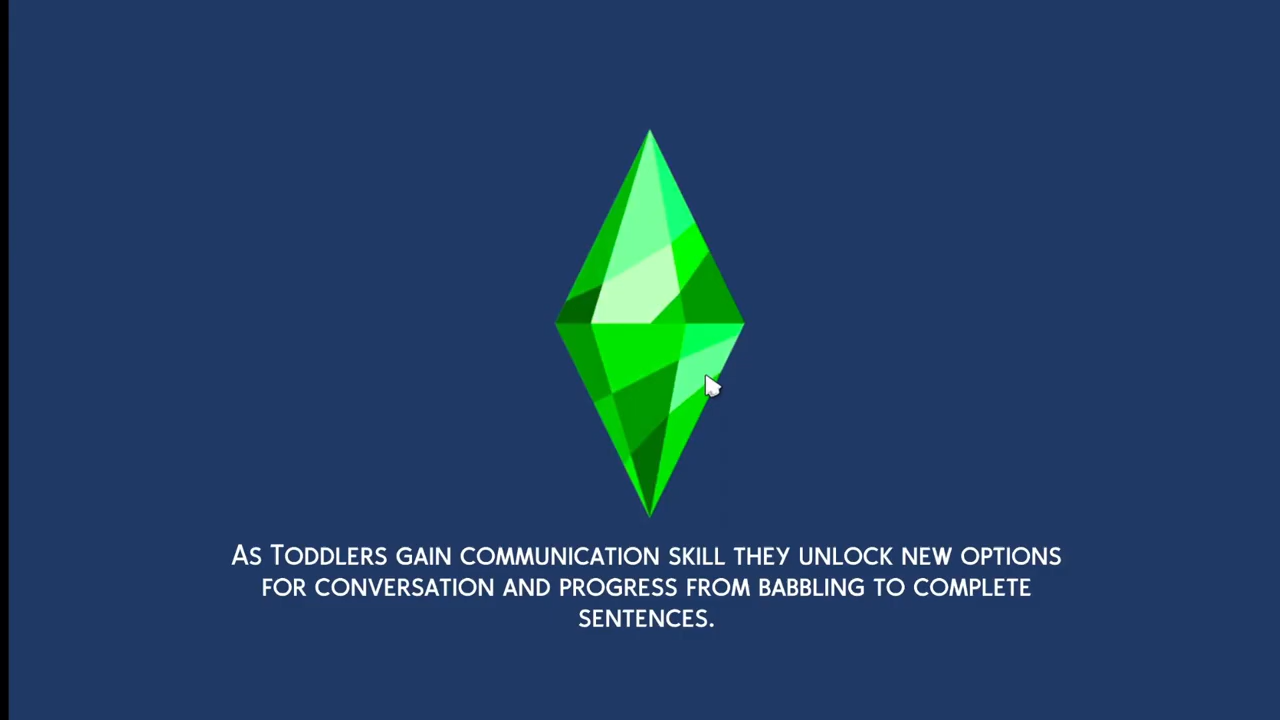 As Toddlers gain communication skill they unlock new options
for conversation and progress from babbling to complete
sentences.